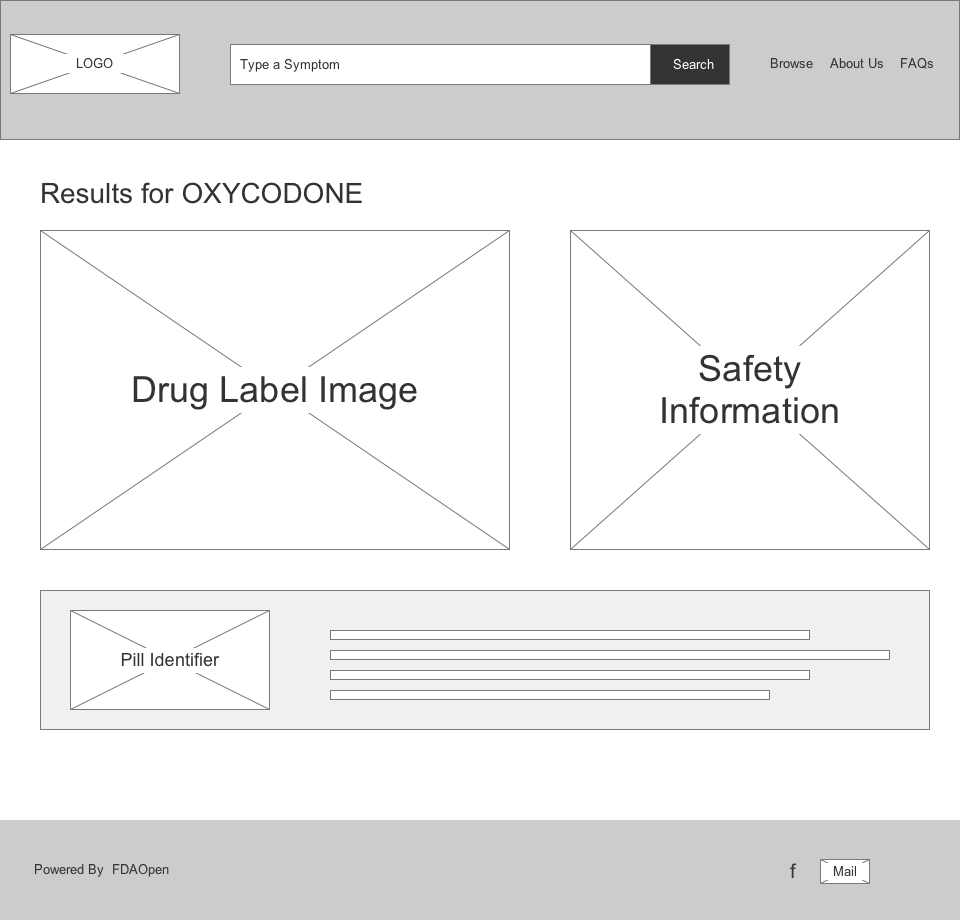 LOGO
Type a Symptom
Search
Browse About Us FAQs
Results for OXYCODONE
Drug Label Image
Safety
Information
Pill Identifier
Powered By FDAOpen
f
Mail